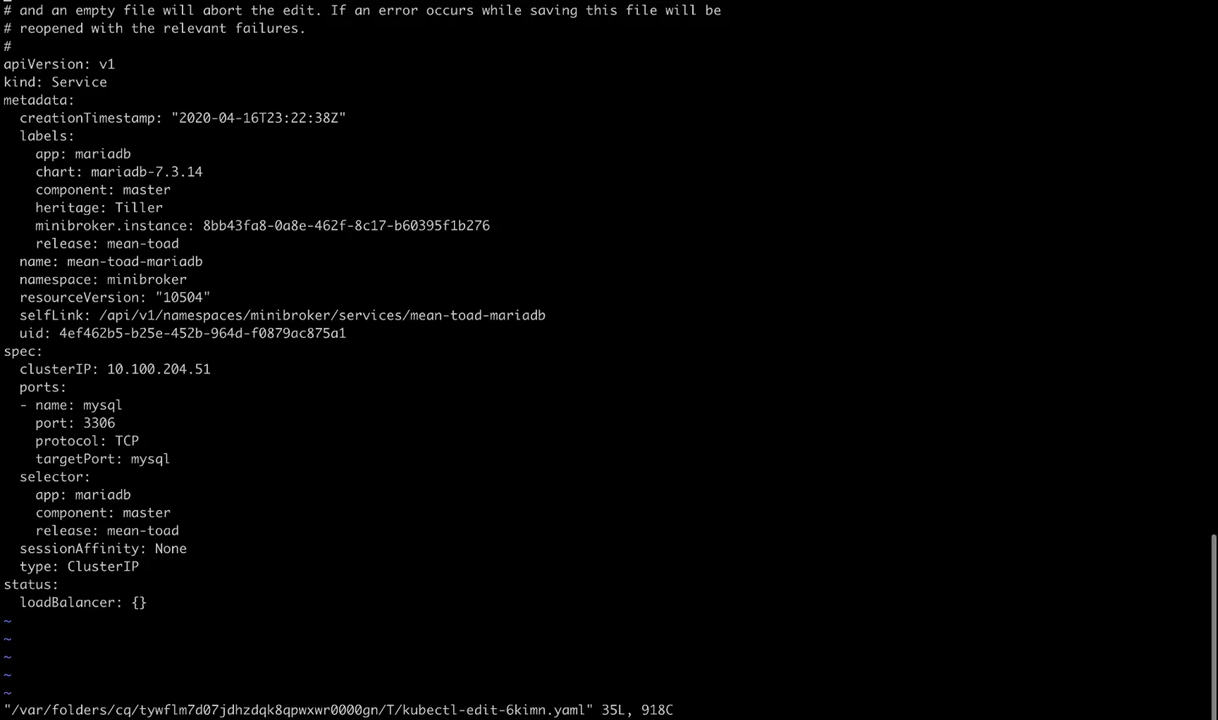 # and an empty file will abort the edit. If an error occurs while saving this file will be
# reopened with the relevant failures.
#
apiVersion: v1
kind: Service
metadata:
  creationTimestamp: "2020-04-16T23:22:38Z"
  labels:
    app: mariadb
    chart: mariadb-7.3.14
    component: master
    heritage: Tiller
    minibroker.instance: 8bb43fa8-0a8e-462f-8c17-b60395f1b276
    release: mean-toad
  name: mean-toad-mariadb
  namespace: minibroker
  resourceVersion: "10504"
  selfLink: /api/v1/namespaces/minibroker/services/mean-toad-mariadb
  uid: 4ef462b5-b25e-452b-964d-f0879ac875a1
spec:
  clusterIP: 10.100.204.51
  ports:
  - name: mysql
    port: 3306
    protocol: TCP
    targetPort: mysql
  selector:
    app: mariadb
    component: master
    release: mean-toad
  sessionAffinity: None
  type: ClusterIP
status:
  loadBalancer: {}
~
~
~
~
~
"/var/folders/cq/tywflm7d07jdhzdqk8qpwxwr0000gn/T/kubectl-edit-6kimn.yaml" 35L, 918C